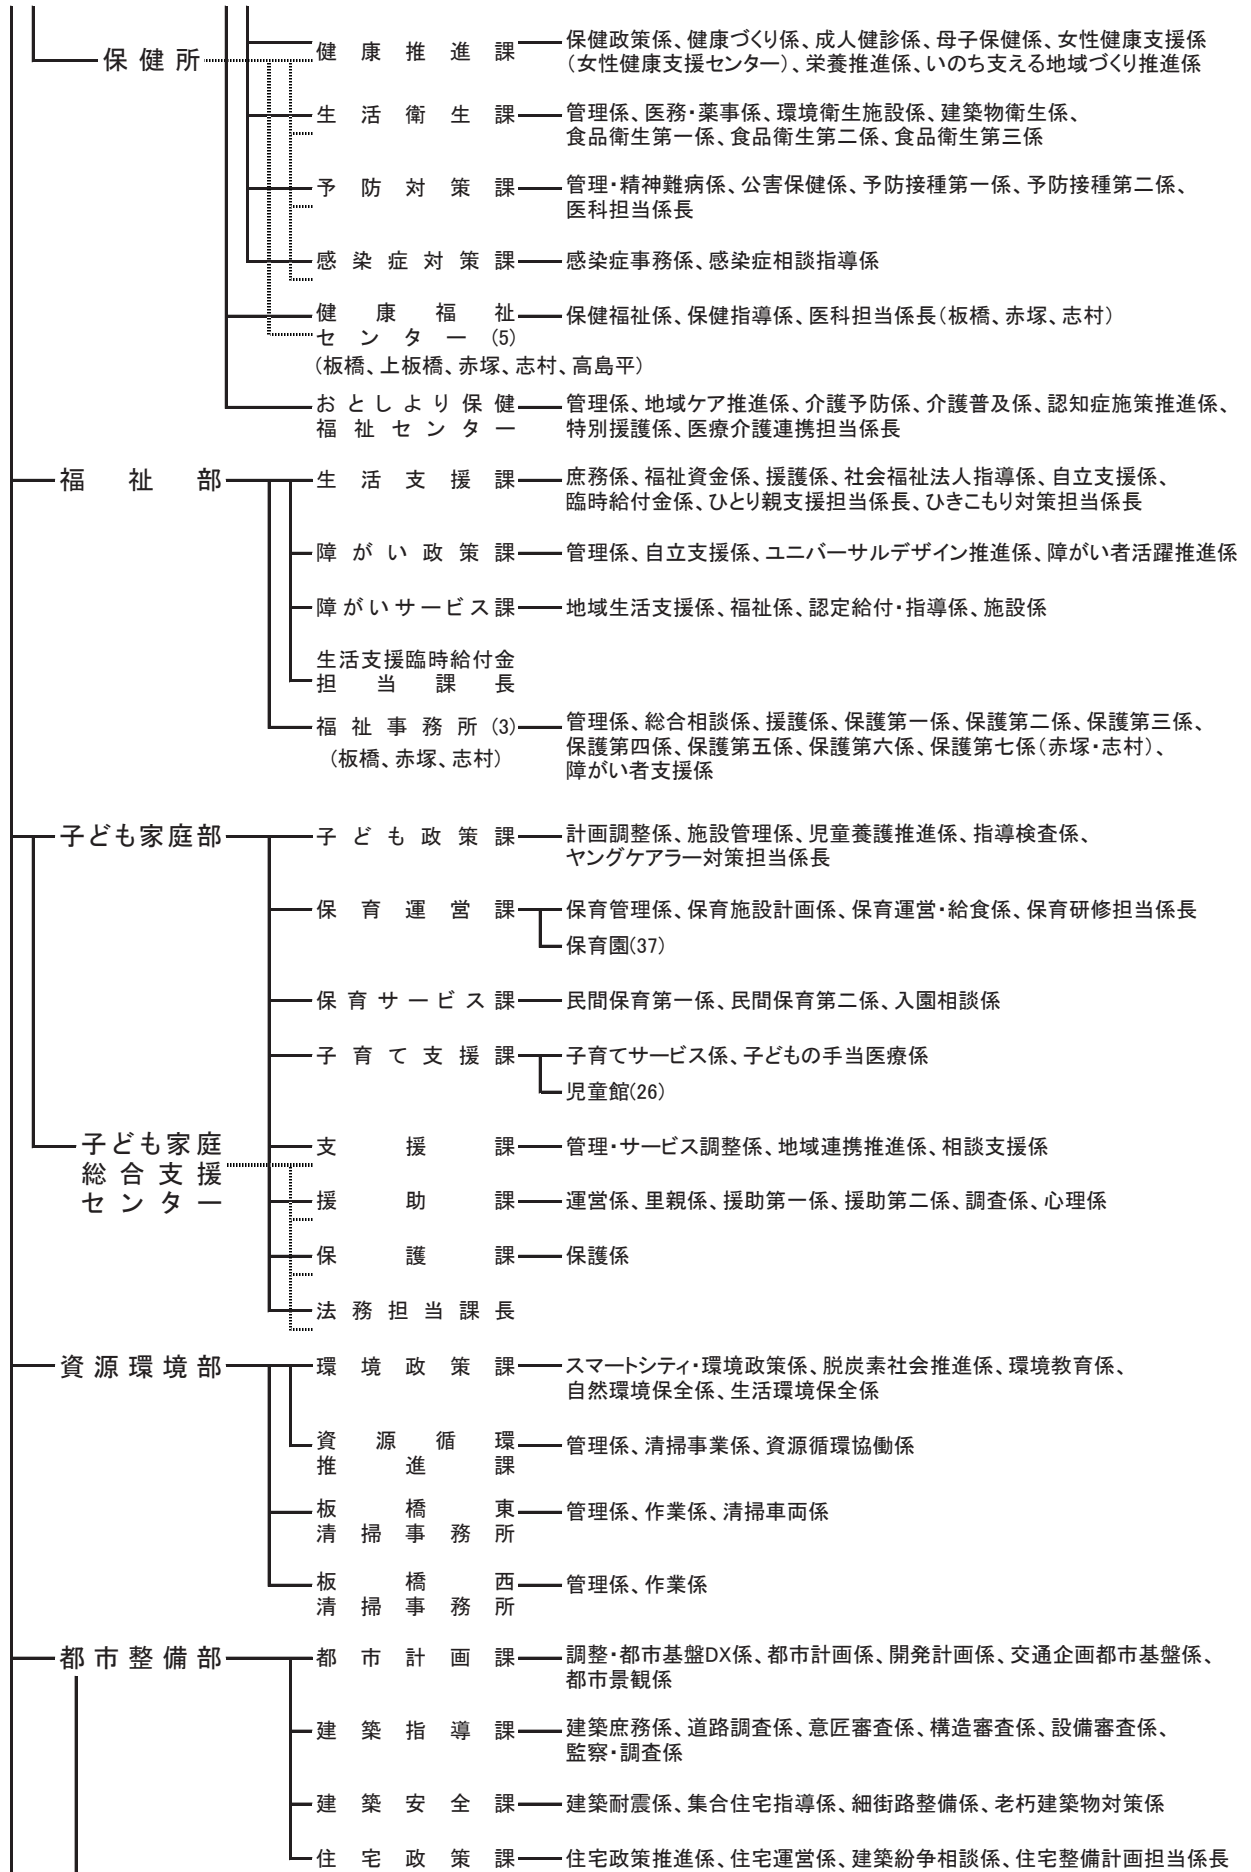 保健所
健康推進課
保健政策係、健康づくり係、成人健診係、母子保健係、女性健康支援係
(女性健康支援センター)、栄養推進係、いのち支える地域づくり推進係
生活衛生課
管理係、医務・薬事係、環境衛生施設係、建築物衛生係、
食品衛生第一係、食品衛生第二係、食品衛生第三係
予防対策課
管理・精神難病係、公害保健係、予防接種第一係、予防接種第二係、
医科担当係長
感染症対策課
感染症事務係、感染症相談指導係
健康福祉
センター(5)
(板橋、上板橋、赤塚、志村、高島平)
保健福祉係、保健指導係、医科担当係長(板橋、赤塚、志村)
おとしより保健
福祉センター
管理係、地域ケア推進係、介護予防係、介護普及係、認知症施策推進係、
特別援護係、医療介護連携担当係長
福祉部
生活支援課
庶務係、福祉資金係、援護係、社会福祉法人指導係、自立支援係、
臨時給付金係、ひとり親支援担当係長、ひきこもり対策担当係長
障がい政策課
管理係、自立支援係、ユニバーサルデザイン推進係、障がい者活躍推進係
障がいサービス課
地域生活支援係、福祉係、認定給付・指導係、施設係
生活支援臨時給付金
担当課長
福祉事務所(3)
(板橋、赤塚、志村)
管理係、総合相談係、援護係、保護第一係、保護第二係、保護第三係、
保護第四係、保護第五係、保護第六係、保護第七係(赤塚・志村)、
障がい者支援係
子ども家庭部
子ども政策課
計画調整係、施設管理係、児童養護推進係、指導検査係、
ヤングケアラー対策担当係長
保育運営課
保育管理係、保育施設計画係、保育運営・給食係、保育研修担当係長
保育園(37)
保育サービス課
民間保育第一係、民間保育第二係、入園相談係
子育て支援課
子育てサービス係、子どもの手当医療係
児童館(26)
子ども家庭
総合支援
センター
支援課
管理・サービス調整係、地域連携推進係、相談支援係
援助課
運営係、里親係、援助第一係、援助第二係、調査係、心理係
保護課
保護係
法務担当課長
資源環境部
環境政策課
スマートシティ・環境政策係、脱炭素社会推進係、環境教育係、
自然環境保全係、生活環境保全係
資源循環
推進課
管理係、清掃事業係、資源循環協働係
板橋東
清掃事務所
管理係、作業係、清掃車両係
板橋西
清掃事務所
管理係、作業係
都市整備部
都市計画課
調整・都市基盤DX係、都市計画係、開発計画係、交通企画都市基盤係、
都市景観係
建築指導課
建築庶務係、道路調査係、意匠審査係、構造審査係、設備審査係、
監察・調査係
建築安全課
建築耐震係、集合住宅指導係、細街路整備係、老朽建築物対策係
住宅政策課
住宅政策推進係、住宅運営係、建築紛争相談係、住宅整備計画担当係長